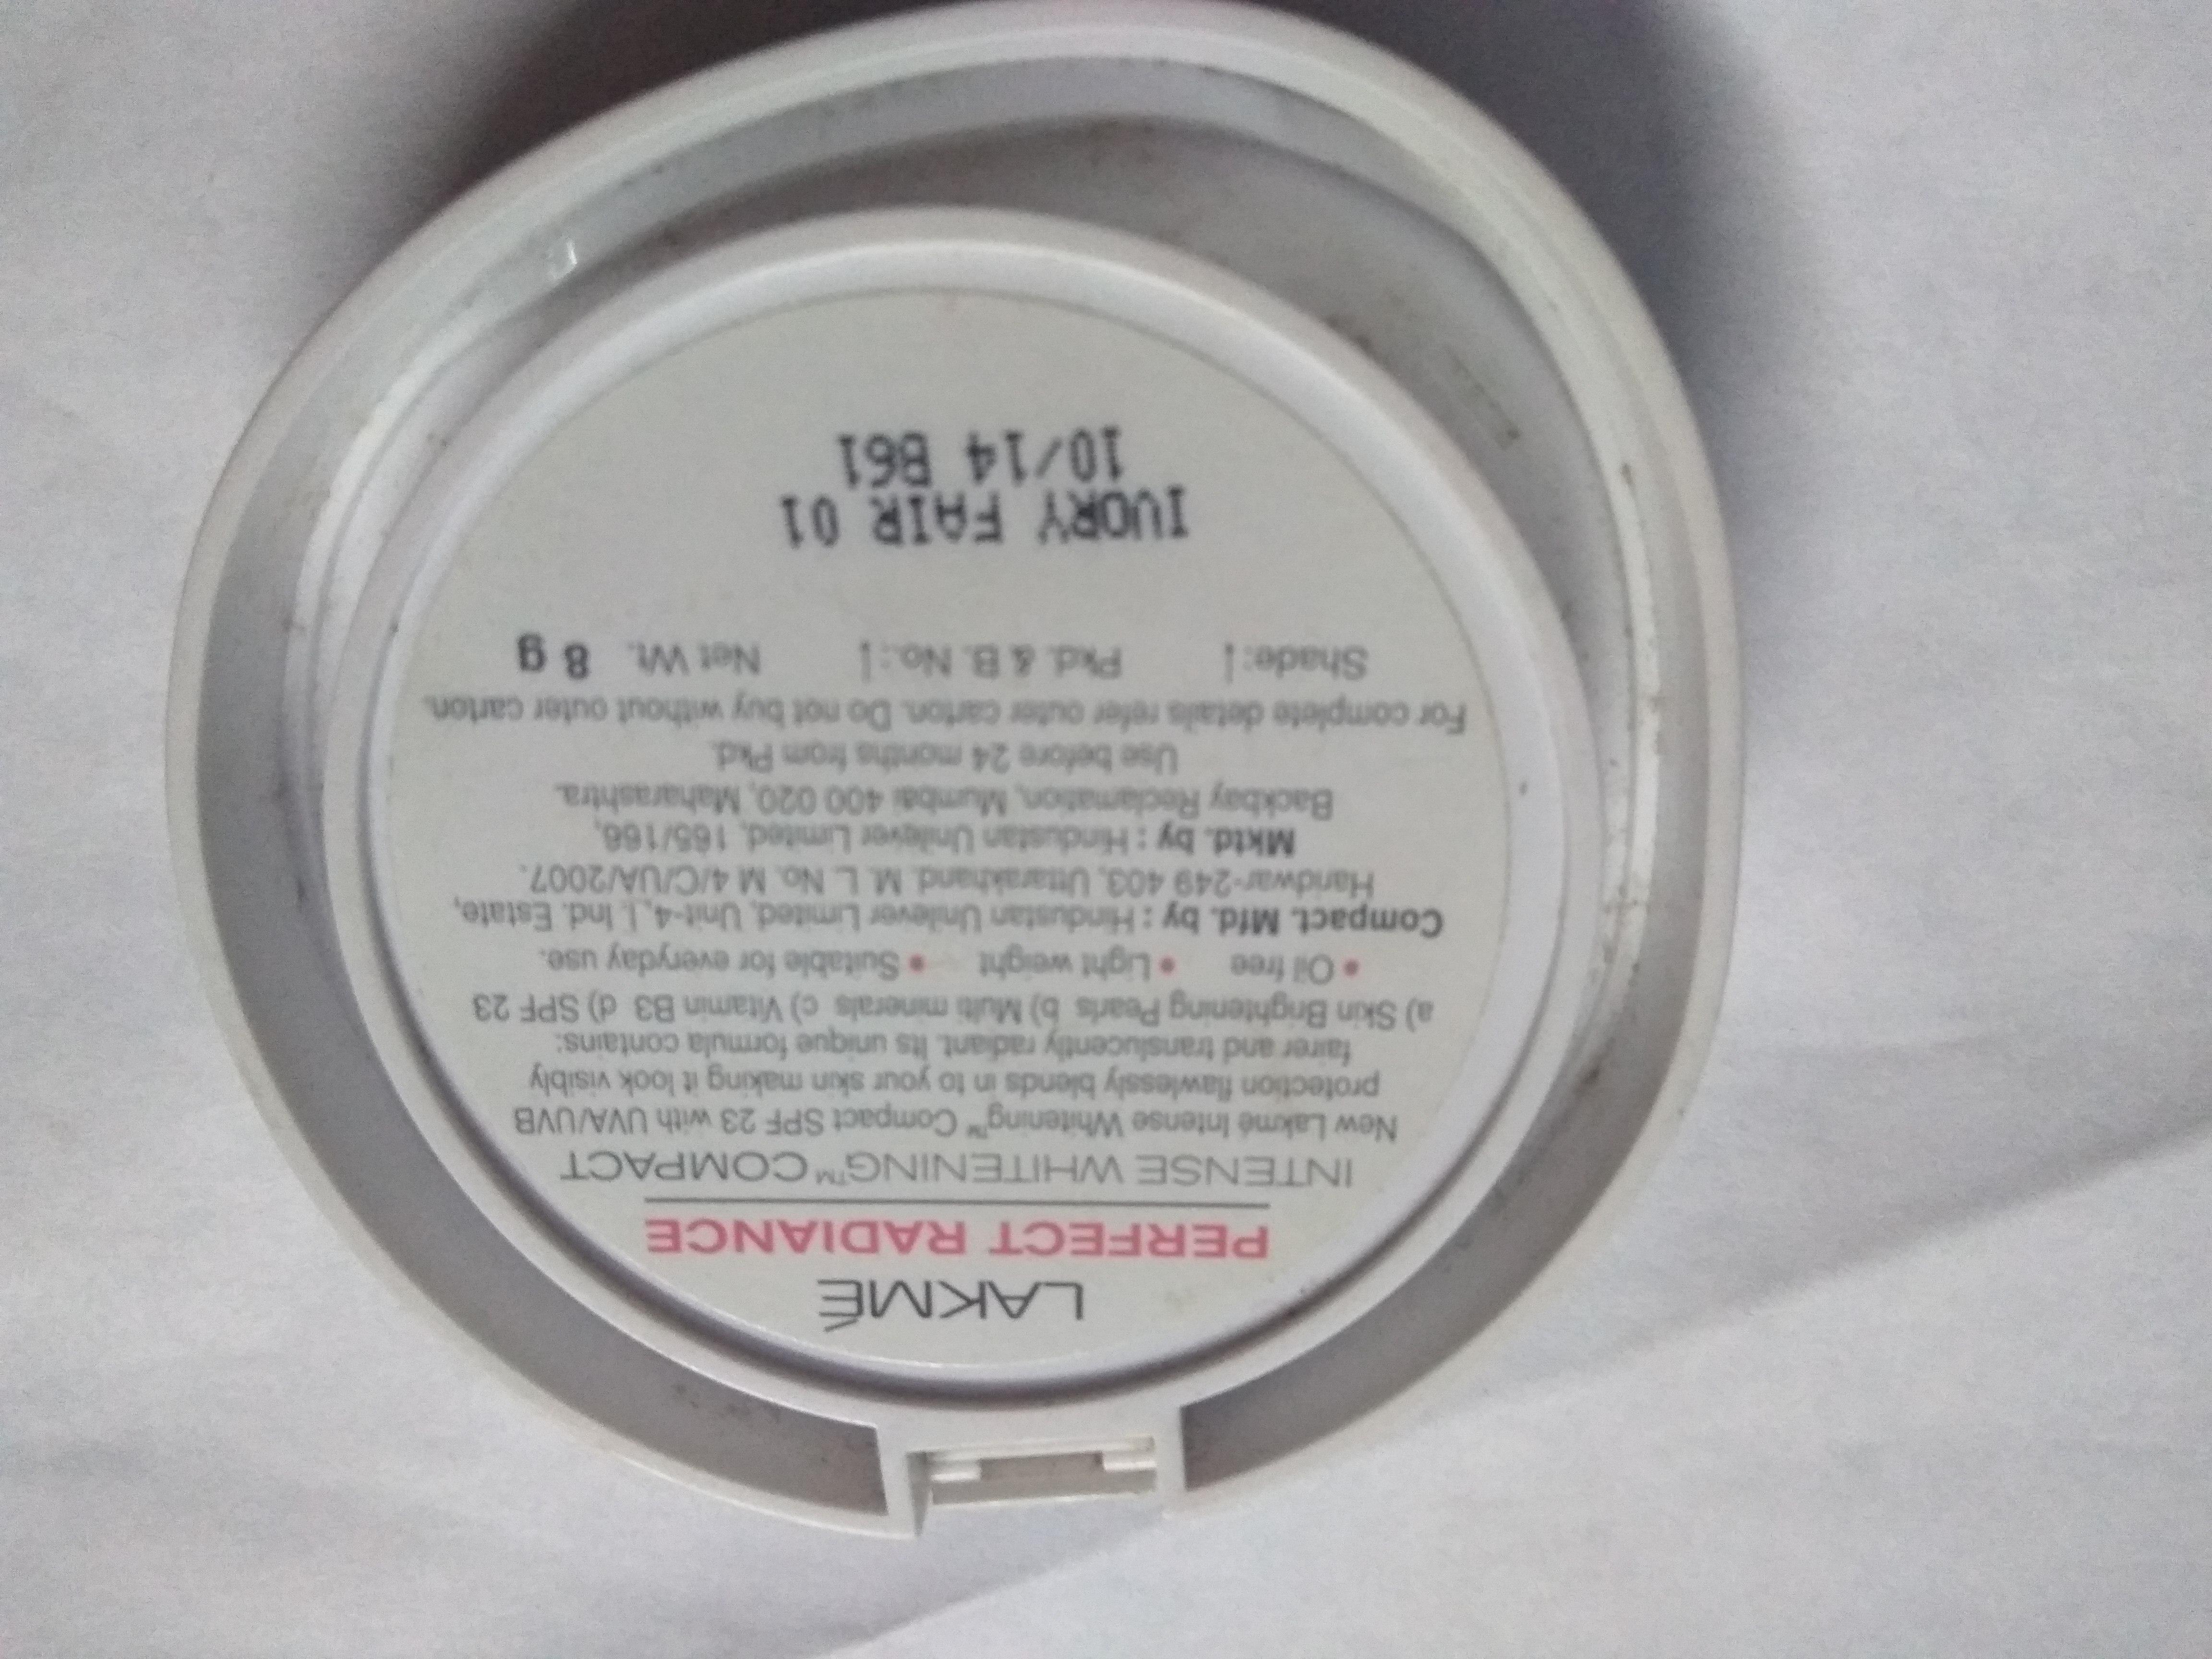 LAKMÉ
PERFECT RADIANCE
INTENSE WHITENING™ COMPACT
New Lakmé Intense Whitening™ Compact SPF 23 with UVA/UVB
protection flawlessly blends in to your skin making it look visibly
fairer and translucently radiant. Its unique formula contains:
a) Skin Brightening Pearls b) Multi minerals c) Vitamin B3 d) SPF 23
• Oil free • Light weight • Suitable for everyday use.
Compact. Mfd. by : Hindustan Unilever Limited, Unit-4, I. Ind. Estate,
Haridwar-249 403, Uttarakhand. M. L. No. M 4/C/UA/2007.
Mktd. by : Hindustan Unilever Limited, 165/166,
Backbay Reclamation, Mumbai 400 020, Maharashtra.
Use before 24 months from Pkd.
For complete details refer outer carton. Do not buy without outer carton.
Shade:↓ Pkd. & B. No.:↓ Net Wt. 8 g
IVORY FAIR 01
10/14 B61